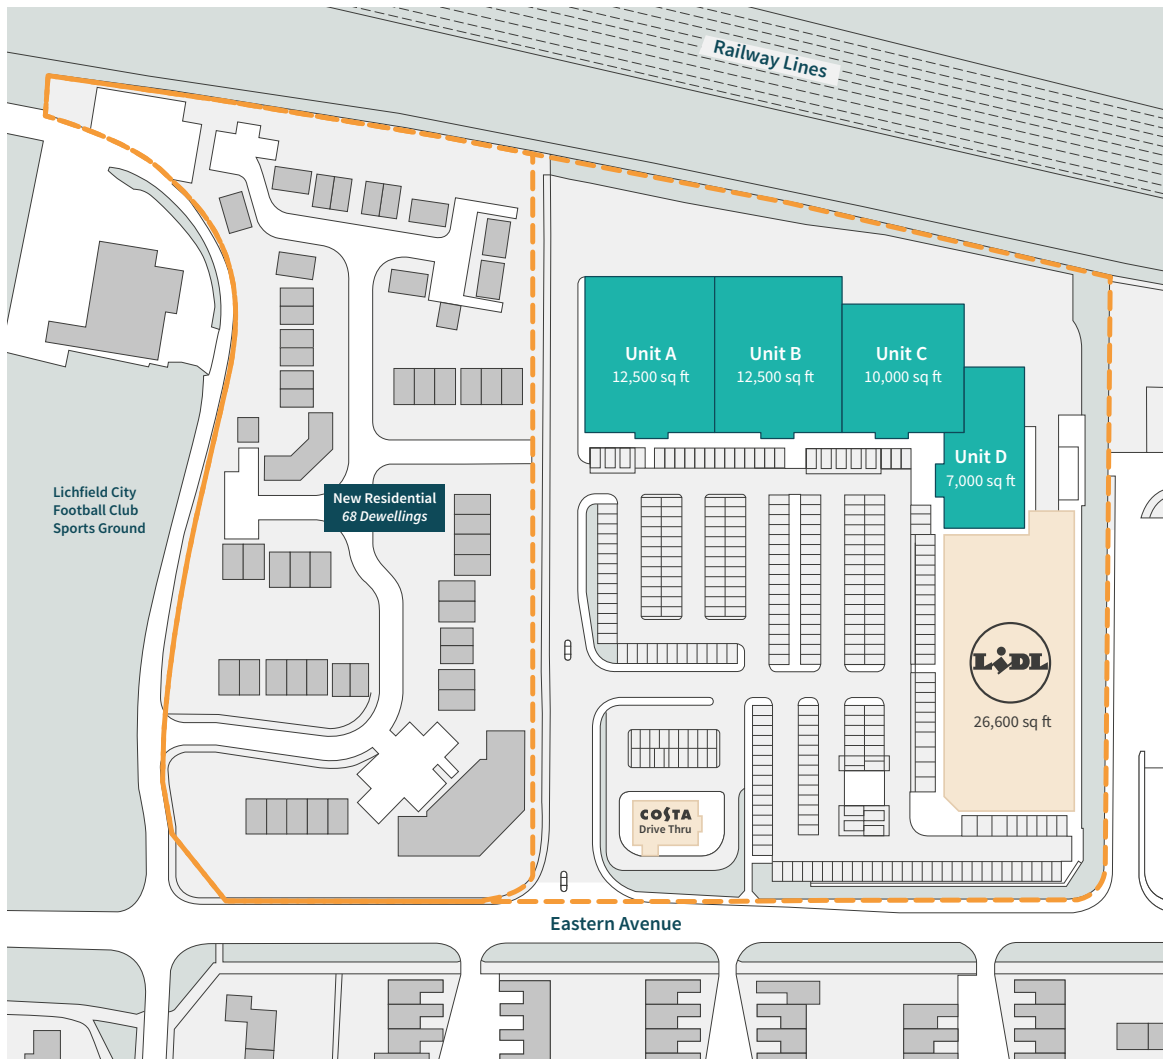 Railway Lines
Unit A
12,500 sq ft
Unit B
12,500 sq ft
Unit C
10,000 sq ft
Unit D
7,000 sq ft
Lichfield City
Football Club
Sports Ground
New Residential
68 Dewellings
LiDL
26,600 sq ft
COSTA
Drive Thru
Eastern Avenue